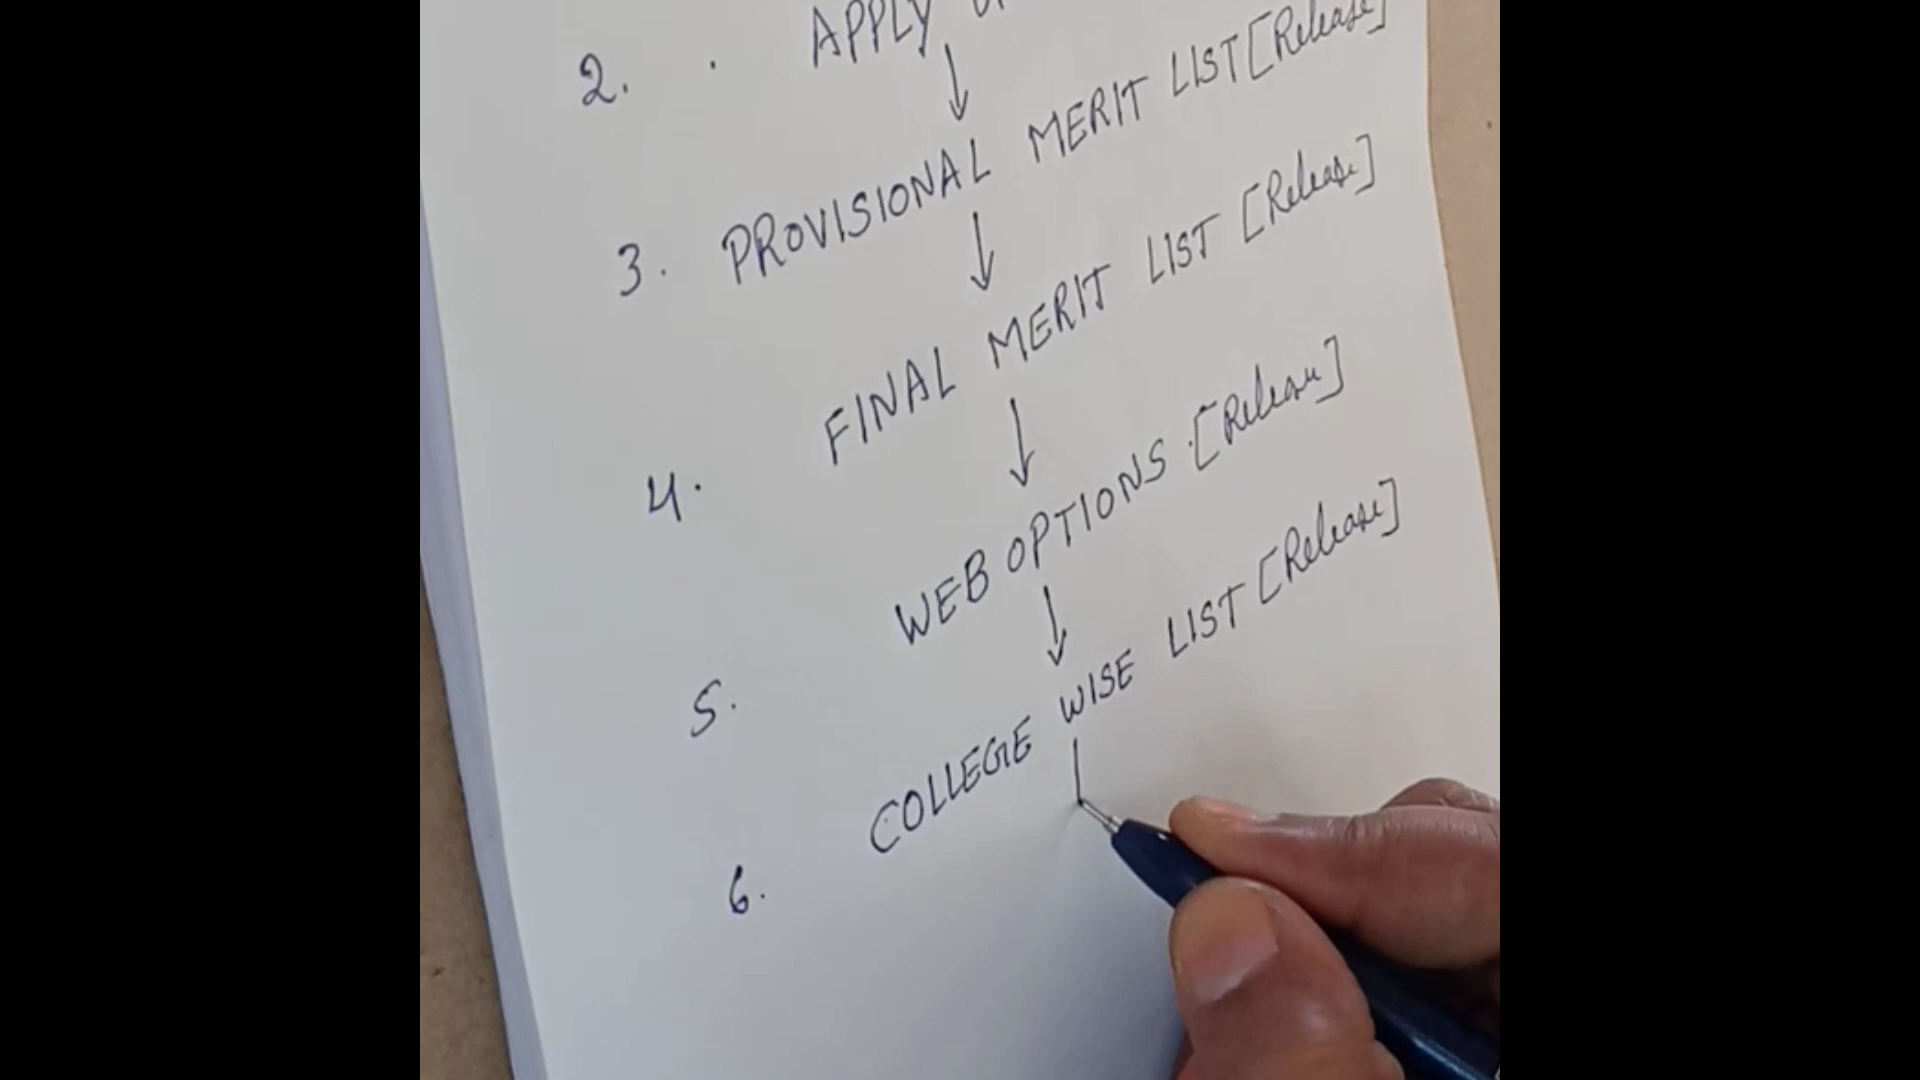 2. . APPLY
3. PROVISIONAL MERIT LIST [Release]
4. FINAL MERIT LIST [Release]
5. WEB OPTIONS . [Release]
6. COLLEGE WISE LIST [Release]